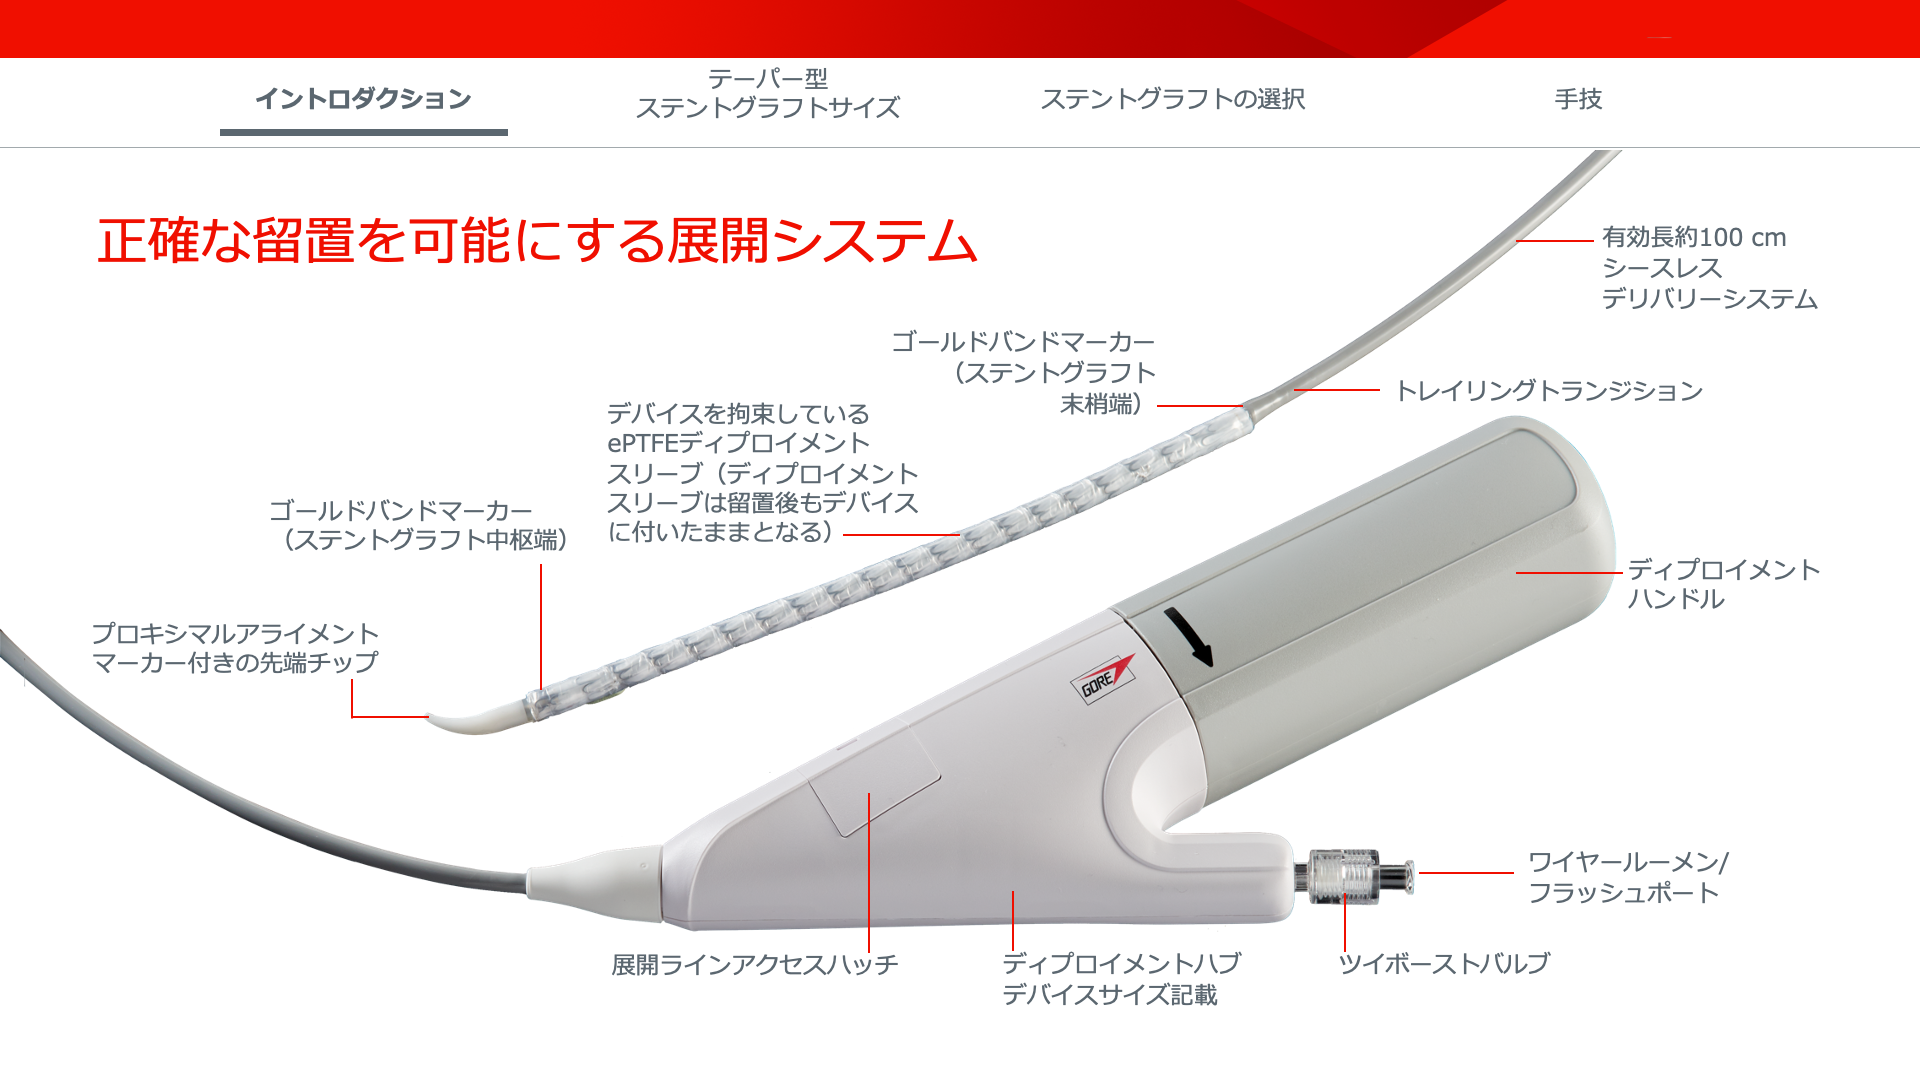 イントロダクション
テーパー型
ステントグラフトサイズ
ステントグラフトの選択
手技
正確な留置を可能にする展開システム
有効長約100 cm
シースレス
デリバリーシステム
ゴールドバンドマーカー
（ステントグラフト
末梢端）
トレイリングトランジション
デバイスを拘束している
ePTFEディプロイメント
スリーブ（ディプロイメント
スリーブは留置後もデバイス
に付いたままとなる）
ゴールドバンドマーカー
（ステントグラフト中枢端）
ディプロイメント
ハンドル
プロキシマルアライメント
マーカー付きの先端チップ
GORE
ワイヤールーメン/
フラッシュポート
展開ラインアクセスハッチ
ディプロイメントハブ
デバイスサイズ記載
ツイボーストバルブ